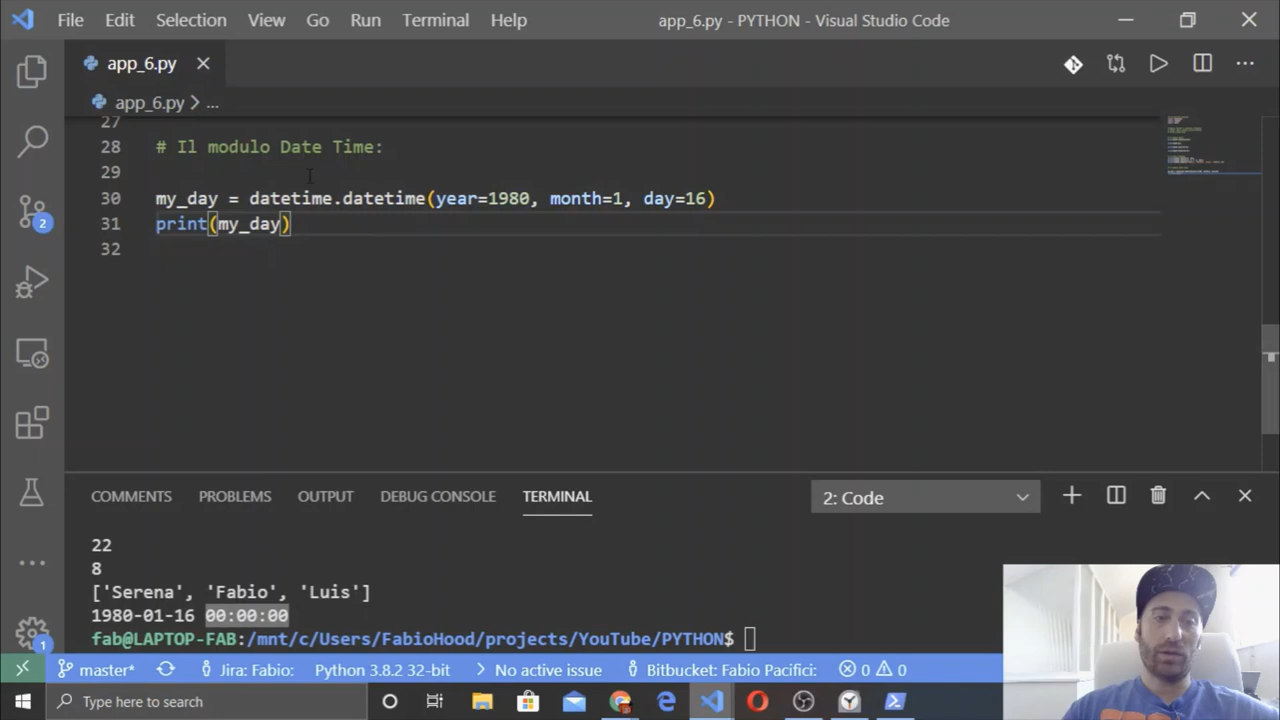 File Edit Selection View Go Run Terminal Help app_6.py - PYTHON - Visual Studio Code
app_6.py
app_6.py > ...
27
28 # Il modulo Date Time:
29
30 my_day = datetime.datetime(year=1980, month=1, day=16)
31 print(my_day)
32
2
COMMENTS PROBLEMS OUTPUT DEBUG CONSOLE TERMINAL 2: Code
22
8
['Serena', 'Fabio', 'Luis']
1980-01-16 00:00:00
fab@LAPTOP-FAB:/mnt/c/Users/FabioHood/projects/YouTube/PYTHON$
1
master* Jira: Fabio: Python 3.8.2 32-bit No active issue Bitbucket: Fabio Pacifici: 0 0
Type here to search